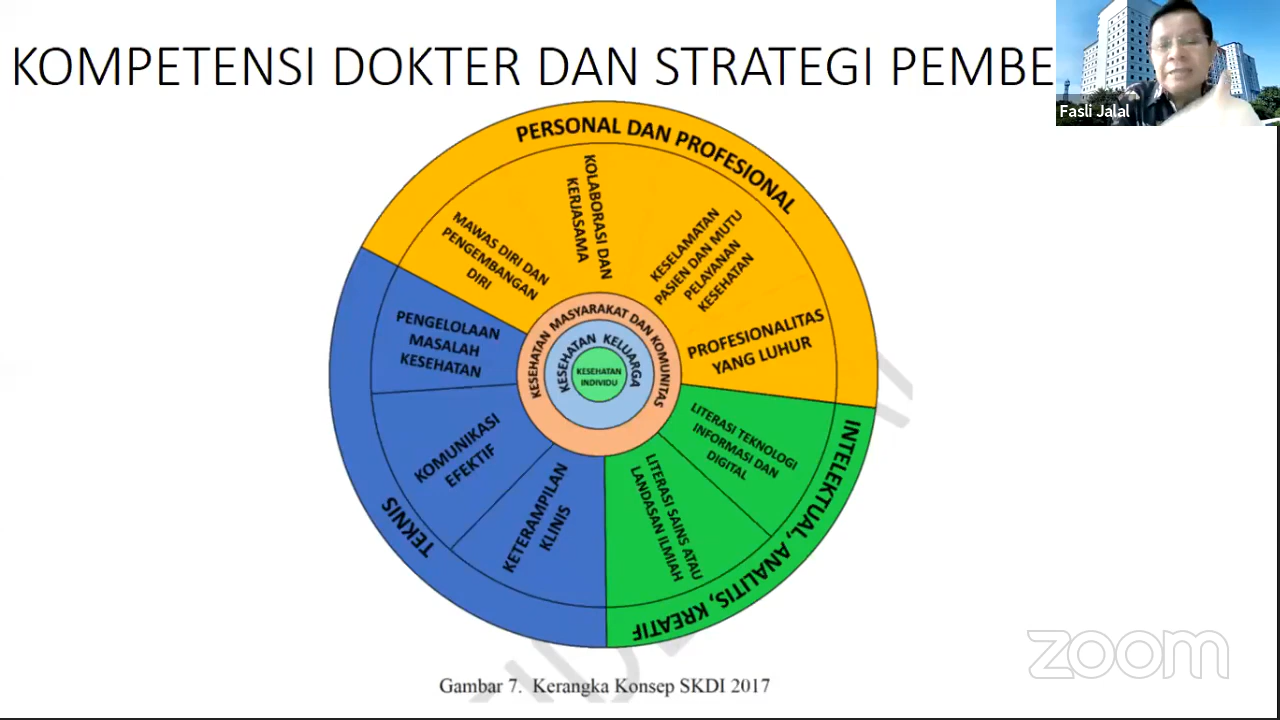 KOMPETENSI DOKTER DAN STRATEGI PEMBE
Fasli Jalal
PERSONAL DAN PROFESIONAL
MAWAS DIRI DAN
PENGEMBANGAN
DIRI
KOLABORASI DAN
KERJASAMA
KESELAMATAN
PASIEN DAN MUTU
PELAYANAN
KESEHATAN
PROFESIONALITAS
YANG LUHUR
INTELEKTUAL, ANALITIS, KREATIF
LITERASI TEKNOLOGI
INFORMASI DAN
DIGITAL
LITERASI SAINS ATAU
LANDASAN ILMIAH
TEKNIS
KETERAMPILAN
KLINIS
KOMUNIKASI
EFEKTIF
PENGELOLAAN
MASALAH
KESEHATAN
KESEHATAN MASYARAKAT DAN KOMUNITAS
KESEHATAN KELUARGA
KESEHATAN
INDIVIDU
Gambar 7. Kerangka Konsep SKDI 2017
zoom